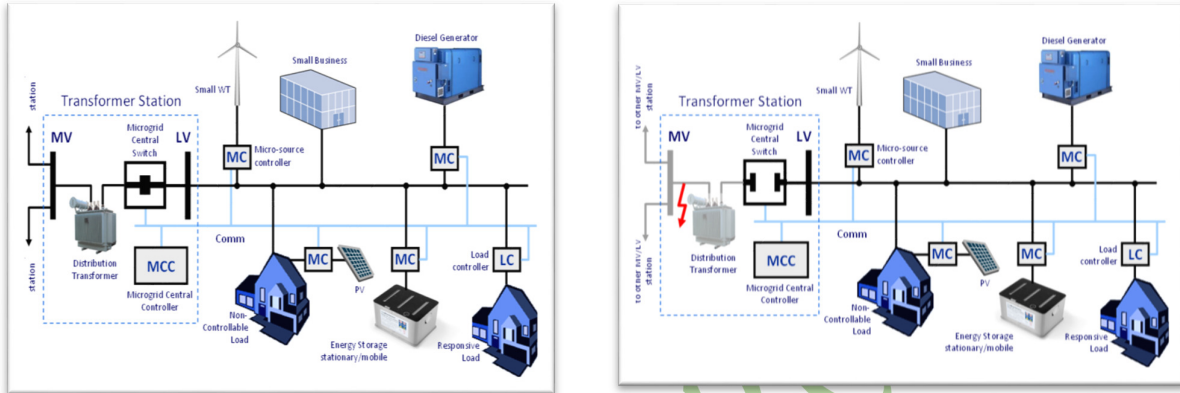 Diesel Generator
Small Business
Small WT
station
Transformer Station
Microgrid
Central
Switch
MV
LV
MC
Micro-source
controller
MC
Comm
station
Distribution
Transformer
MCC
Microgrid Central
Controller
MC
PV
MC
Load
controller
LC
Non-
Controllable
Load
Energy Storage
stationary/mobile
Responsive
Load
Diesel Generator
Small Business
Small WT
to other MV/LV
station
Transformer Station
Microgrid
Central
Switch
MV
LV
MC
Micro-source
controller
MC
Comm
to other MV/LV
station
Distribution
Transformer
MCC
Microgrid Central
Controller
MC
PV
MC
Load
controller
LC
Non-
Controllable
Load
Energy Storage
stationary/mobile
Responsive
Load